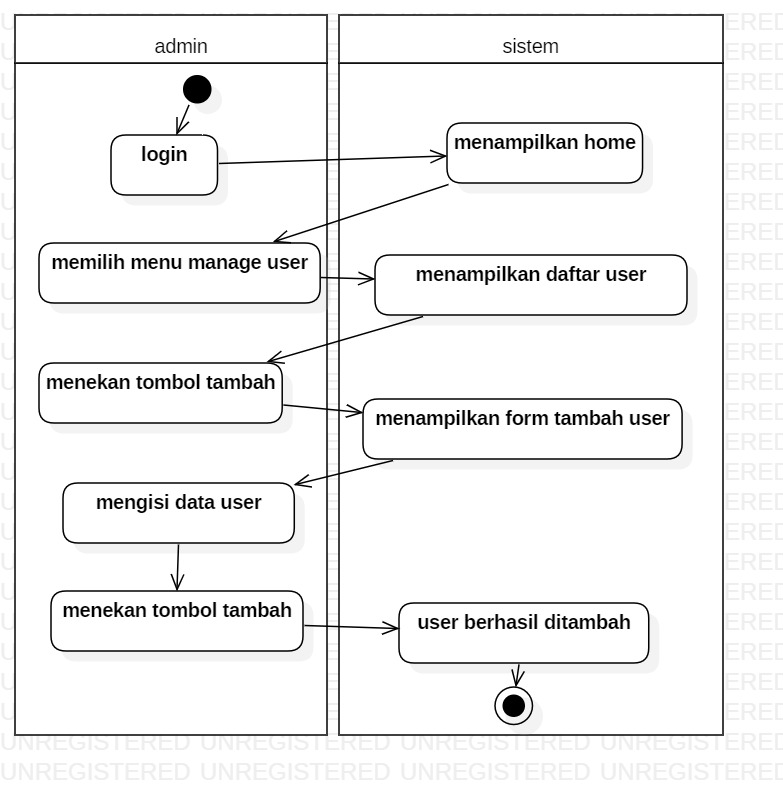 admin
sistem
login
menampilkan home
memilih menu manage user
menampilkan daftar user
menekan tombol tambah
menampilkan form tambah user
mengisi data user
menekan tombol tambah
user berhasil ditambah
UNREGISTERED UNREGISTERED UNREGISTERED UNREGISTERED
UNREGISTERED UNREGISTERED UNREGISTERED UNREGISTERED